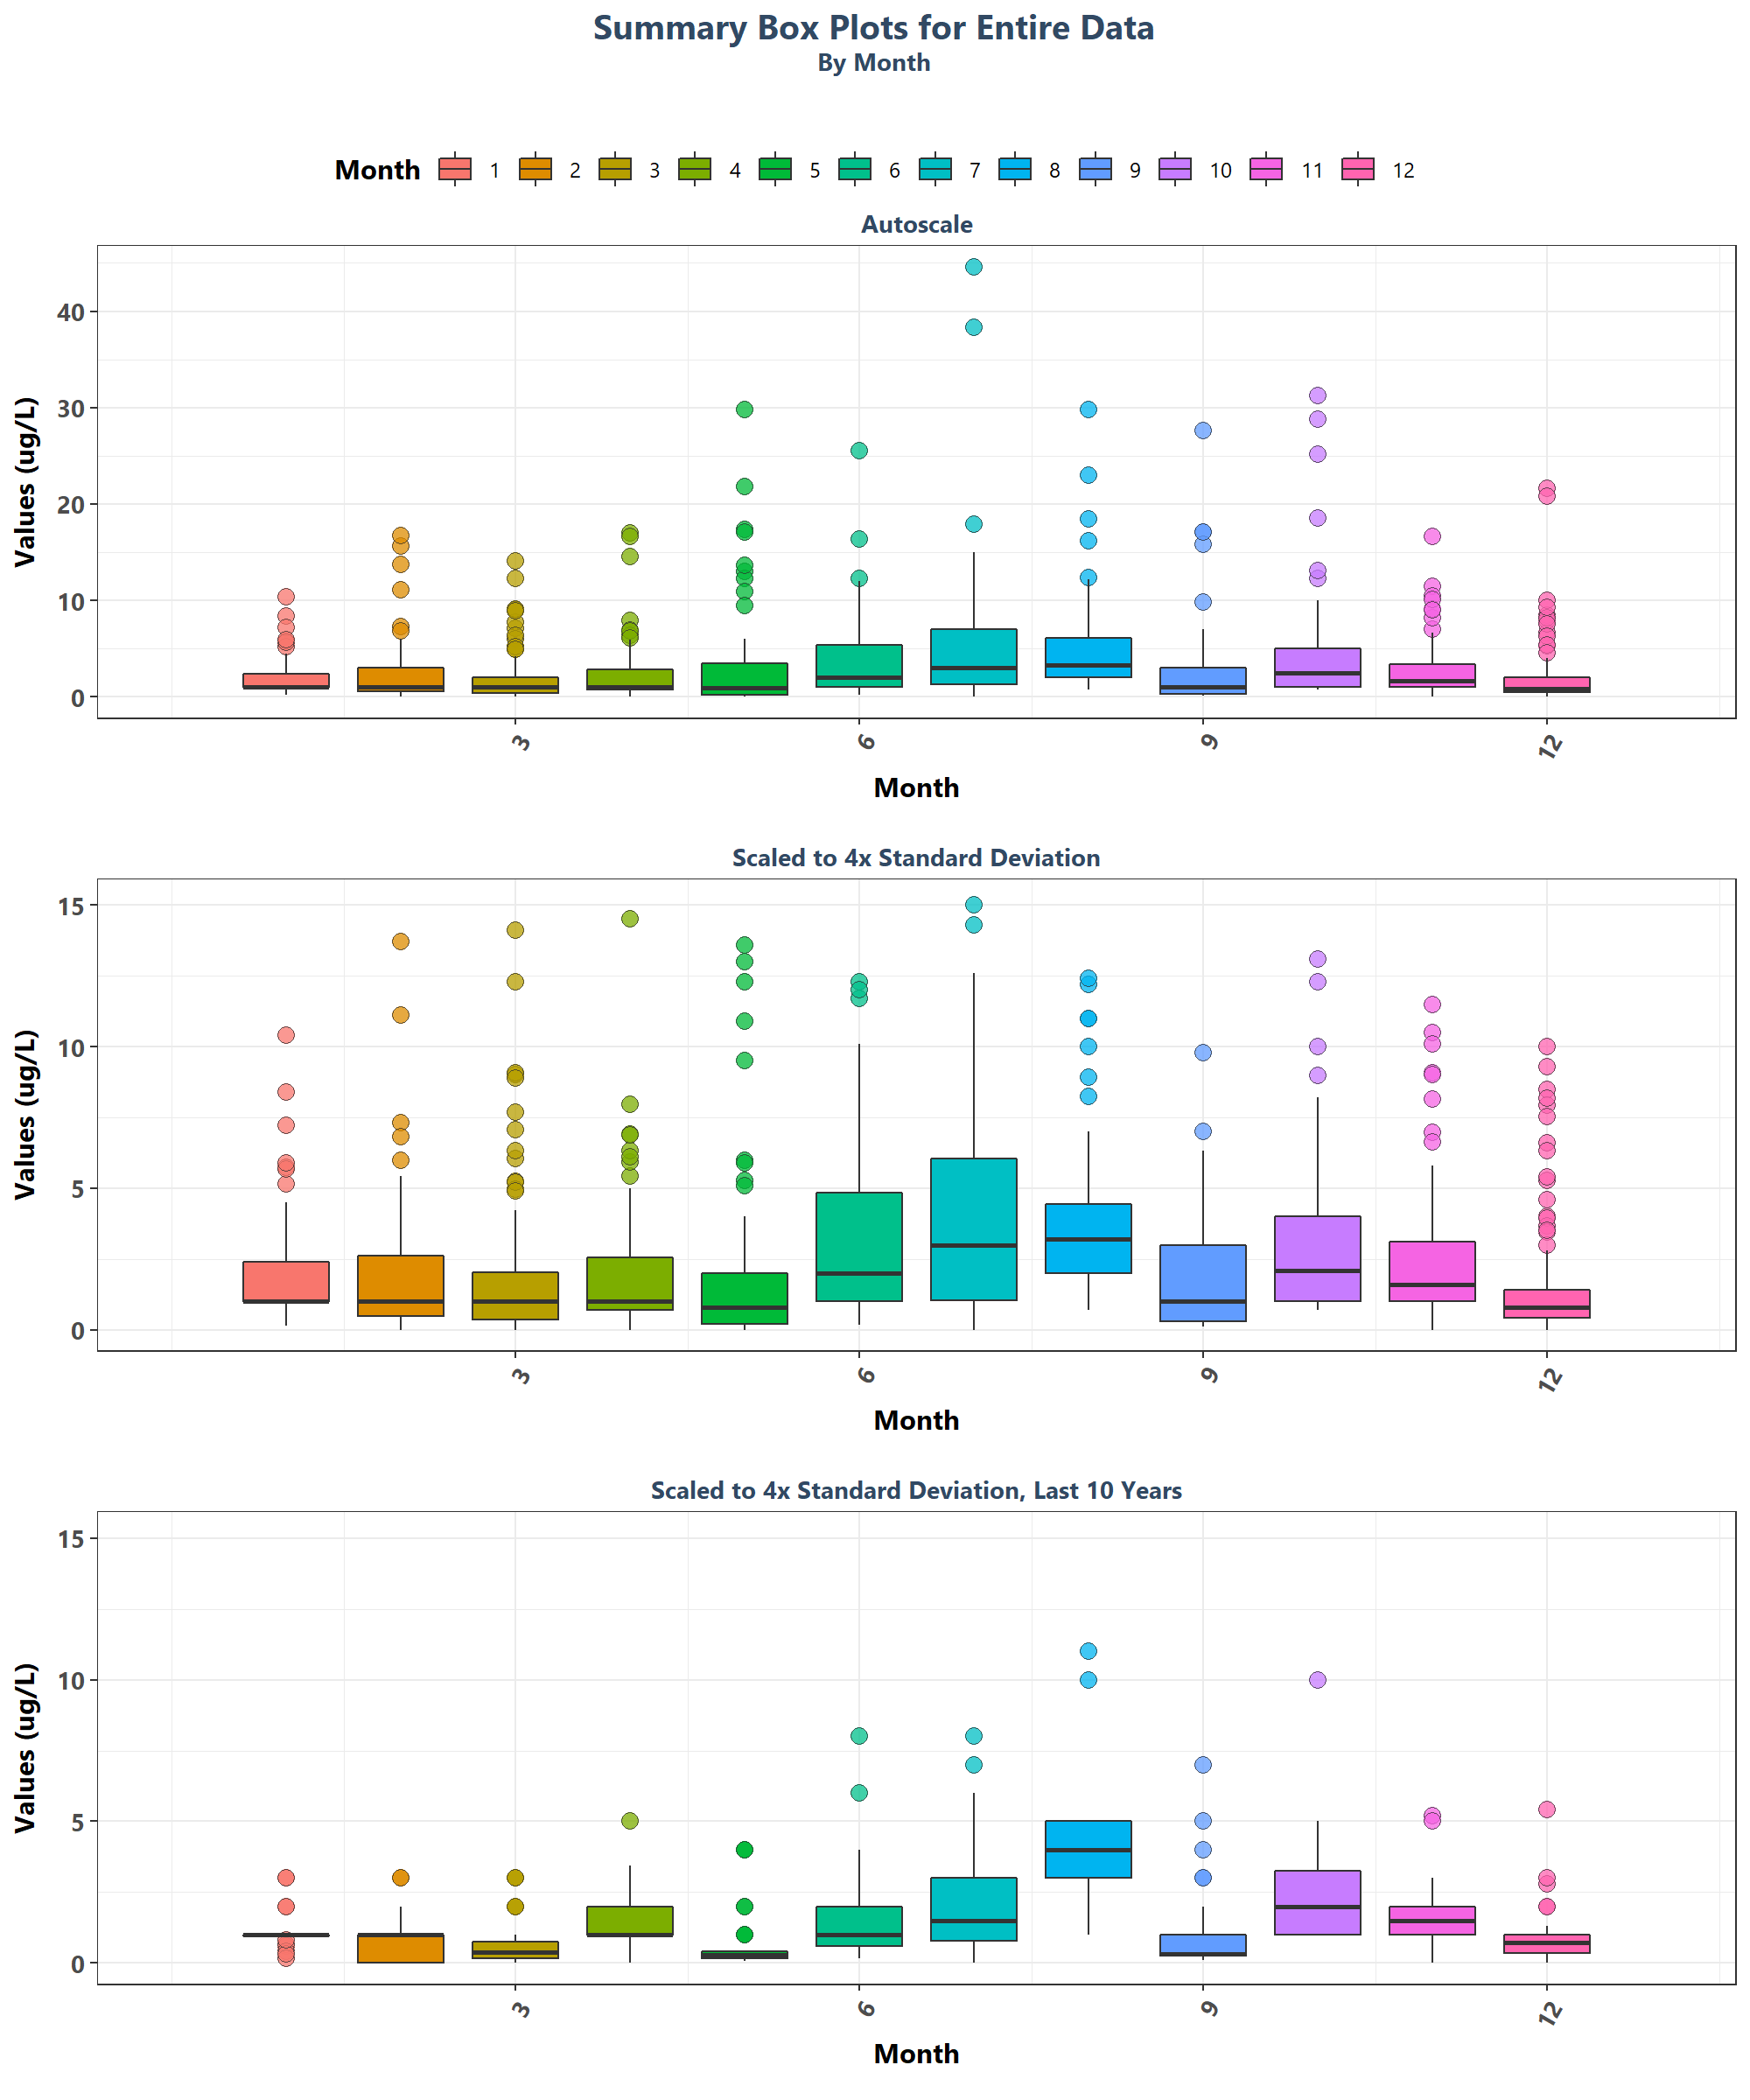 Summary Box Plots for Entire Data
By Month
Month 1 2 3 4 5 6 7 8 9 10 11 12
Autoscale
Values (ug/L)
40
30
20
10
0
3 6 9 12
Month
Scaled to 4x Standard Deviation
Values (ug/L)
15
10
5
0
3 6 9 12
Month
Scaled to 4x Standard Deviation, Last 10 Years
Values (ug/L)
15
10
5
0
3 6 9 12
Month